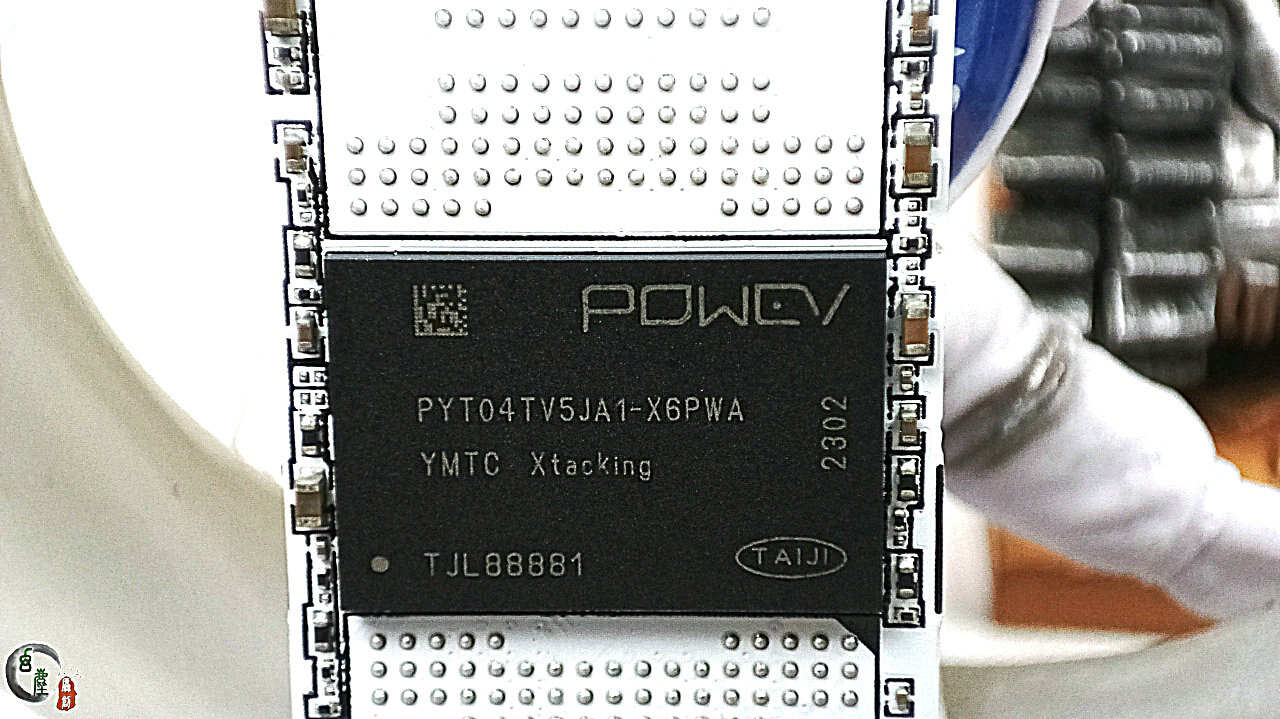 POWEV
PYT04TV5JA1-X6PWA
YMTC Xtacking
2302
TJL88881
TAIJI